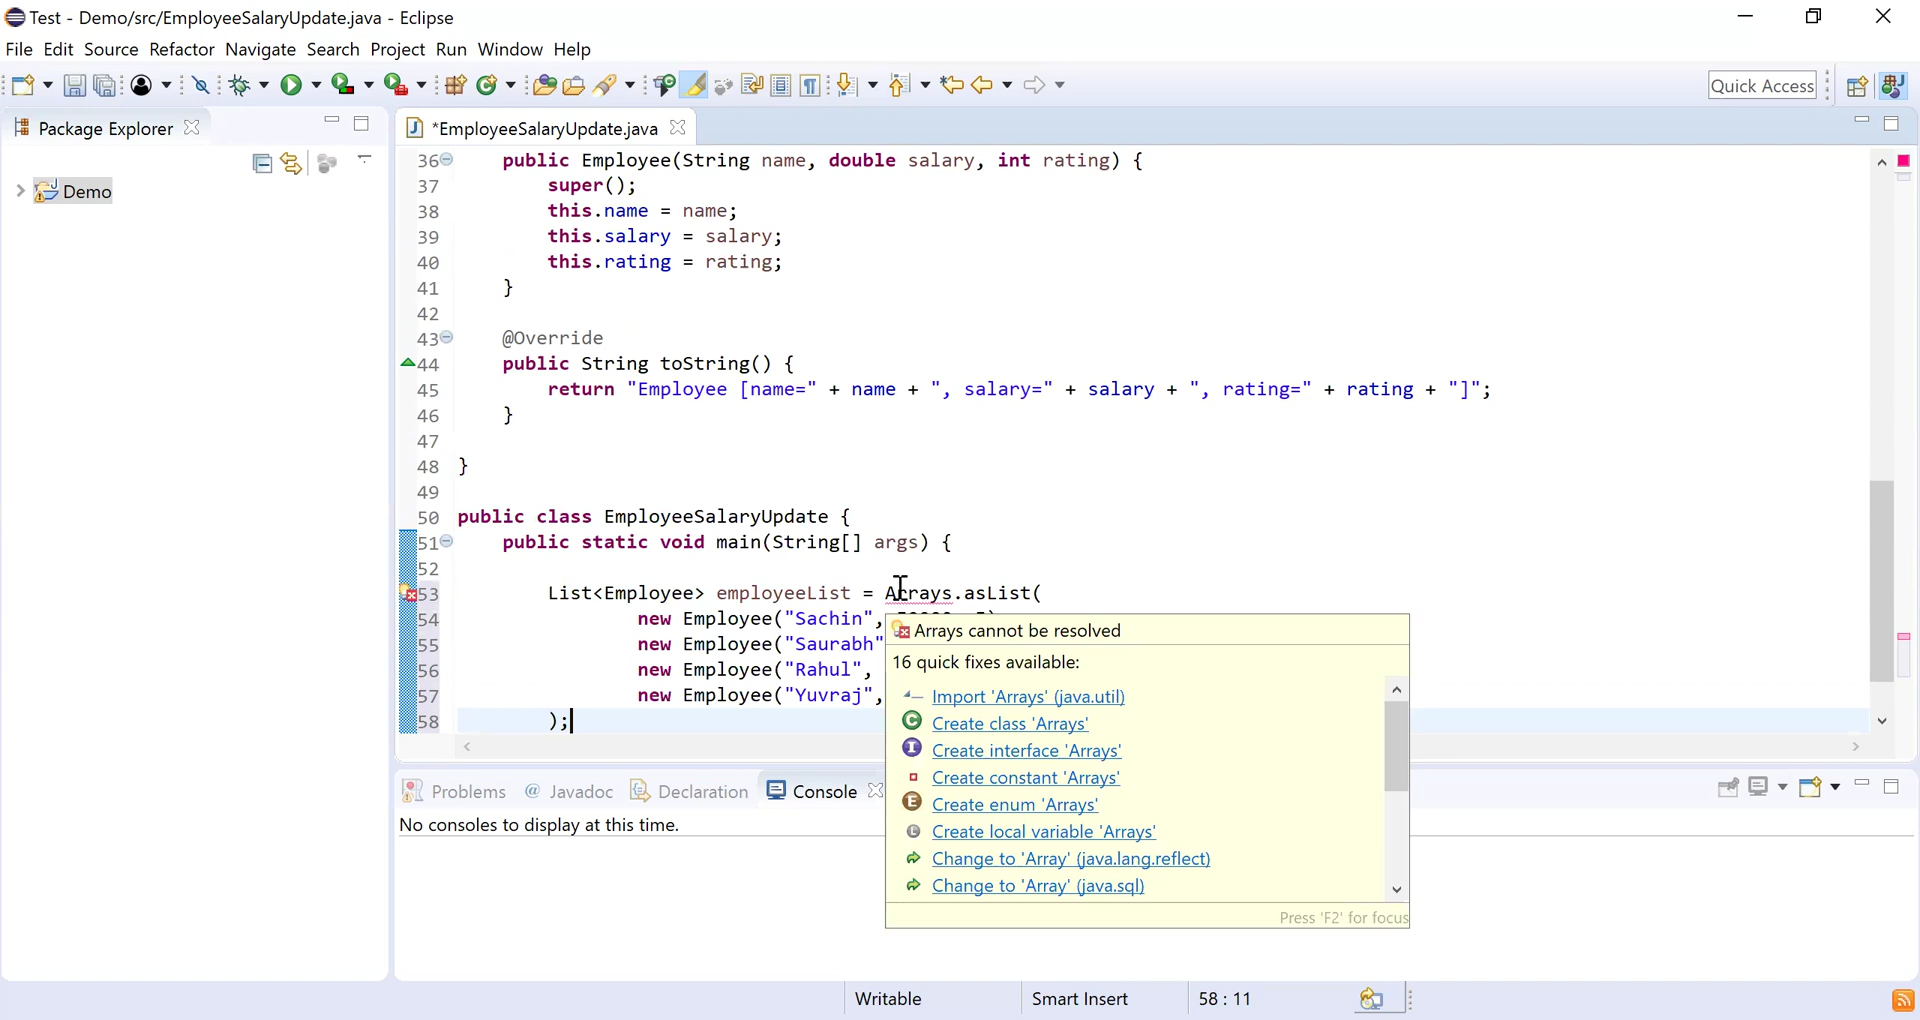 Test - Demo/src/EmployeeSalaryUpdate.java - Eclipse
File Edit Source Refactor Navigate Search Project Run Window Help
Quick Access
Package Explorer
*EmployeeSalaryUpdate.java
Demo
36 public Employee(String name, double salary, int rating) {
37 super();
38 this.name = name;
39 this.salary = salary;
40 this.rating = rating;
41 }
42
43 @Override
44 public String toString() {
45 return "Employee [name=" + name + ", salary=" + salary + ", rating=" + rating + "]";
46 }
47
48 }
49
50 public class EmployeeSalaryUpdate {
51 public static void main(String[] args) {
52
53 List<Employee> employeeList = Arrays.asList(
54 new Employee("Sachin",
55 new Employee("Saurabh"
56 new Employee("Rahul",
57 new Employee("Yuvraj",
58 );
Arrays cannot be resolved
16 quick fixes available:
Import 'Arrays' (java.util)
Create class 'Arrays'
Create interface 'Arrays'
Create constant 'Arrays'
Create enum 'Arrays'
Create local variable 'Arrays'
Change to 'Array' (java.lang.reflect)
Change to 'Array' (java.sql)
Press 'F2' for focus
Problems @ Javadoc Declaration Console
No consoles to display at this time.
Writable Smart Insert 58 : 11